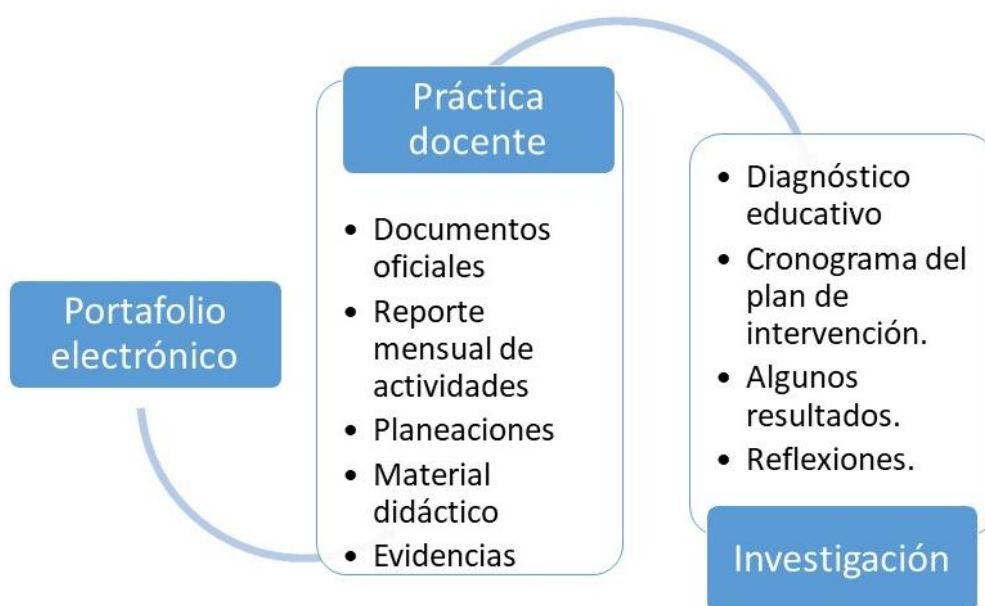 Portafolio
electrónico
Práctica
docente
• Documentos
oficiales
• Reporte
mensual de
actividades
• Planeaciones
• Material
didáctico
• Evidencias
• Diagnóstico
educativo
• Cronograma del
plan de
intervención.
• Algunos
resultados.
• Reflexiones.
Investigación